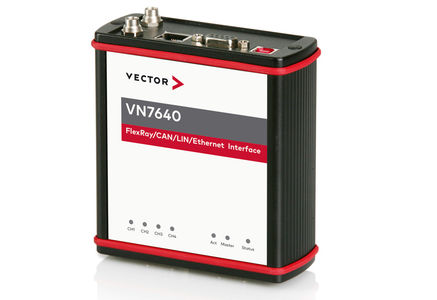 VECTOR
VN7640
FlexRay/CAN/LIN/Ethernet Interface
CH1 CH2 CH3 CH4 Act Master Status